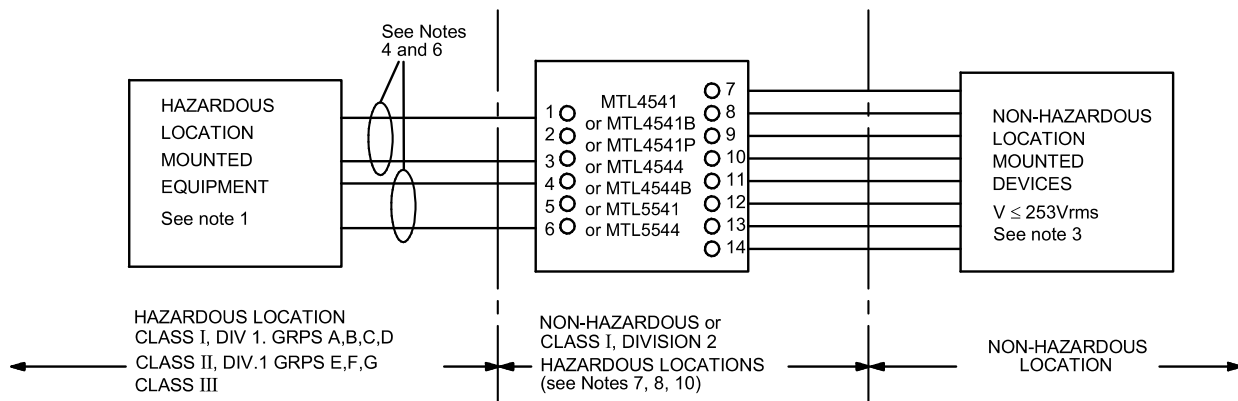 See Notes
4 and 6
HAZARDOUS
LOCATION
MOUNTED
EQUIPMENT
See note 1
1
2
3
4
5
6
MTL4541
or MTL4541B
or MTL4541P
or MTL4544
or MTL4544B
or MTL5541
or MTL5544
7
8
9
10
11
12
13
14
NON-HAZARDOUS
LOCATION
MOUNTED
DEVICES
V ≤ 253Vrms
See note 3
HAZARDOUS LOCATION
CLASS I, DIV 1. GRPS A,B,C,D
CLASS II, DIV.1 GRPS E,F,G
CLASS III
NON-HAZARDOUS or
CLASS I, DIVISION 2
HAZARDOUS LOCATIONS
(see Notes 7, 8, 10)
NON-HAZARDOUS
LOCATION